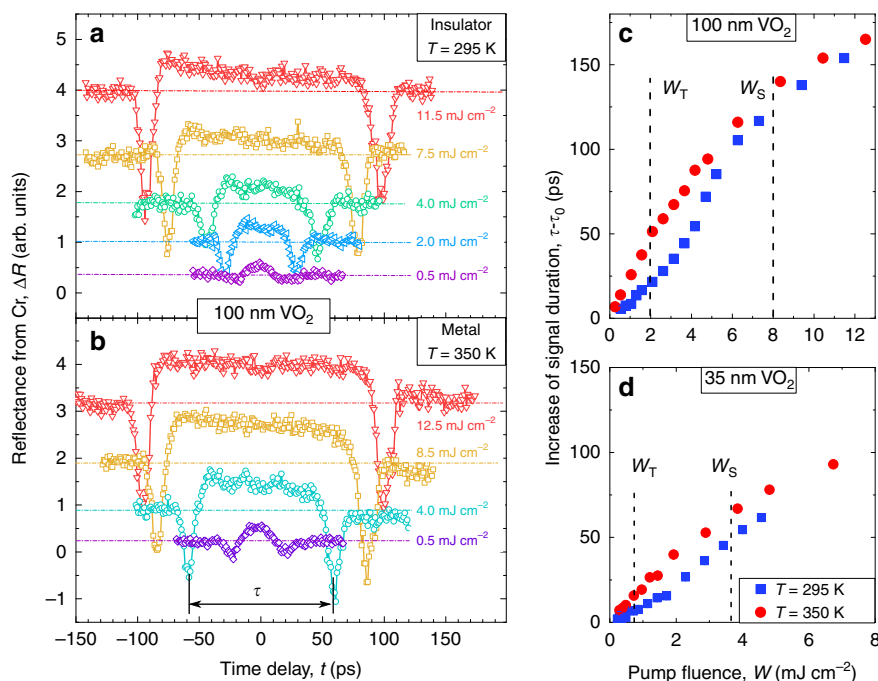 a
Insulator
T = 295 K
5
4
3
2
1
0
11.5 mJ cm⁻²
7.5 mJ cm⁻²
4.0 mJ cm⁻²
2.0 mJ cm⁻²
0.5 mJ cm⁻²
100 nm VO₂
b
Metal
T = 350 K
4
3
2
1
0
−1
12.5 mJ cm⁻²
8.5 mJ cm⁻²
4.0 mJ cm⁻²
0.5 mJ cm⁻²
τ
Reflectance from Cr, ΔR (arb. units)
−150 −100 −50 0 50 100 150
Time delay, t (ps)
c
100 nm VO₂
W_T
W_S
150
100
50
0
0 2 4 6 8 10 12
Increase of signal duration, τ-τ₀ (ps)
d
35 nm VO₂
W_T
W_S
150
100
50
0
T = 295 K
T = 350 K
0 2 4 6 8
Pump fluence, W (mJ cm⁻²)